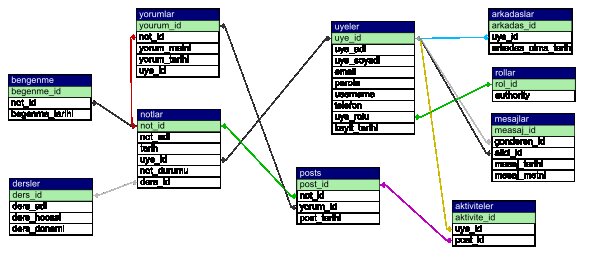 yorumlar
yourum_id
not_id
yorum_metni
yorum_tarihi
uye_id
uyeler
uye_id
uye_adi
uye_soyadi
email
parola
username
telefon
uye_rolu
kayit_tarihi
arkadaslar
arkadas_id
uye_id
arkadas_olma_tarihi
bengenme
begenme_id
not_id
begenme_tarihi
rollar
rol_id
authority
notlar
not_id
not_adi
tarih
uye_id
not_durumu
ders_id
mesajlar
measaj_id
gonderen_id
alici_id
mesaj_tarihi
mesaj_metni
dersler
ders_id
ders_adi
ders_hocasi
ders_donemi
posts
post_id
not_id
yorum_id
post_tarihi
aktiviteler
aktivite_id
uye_id
post_id